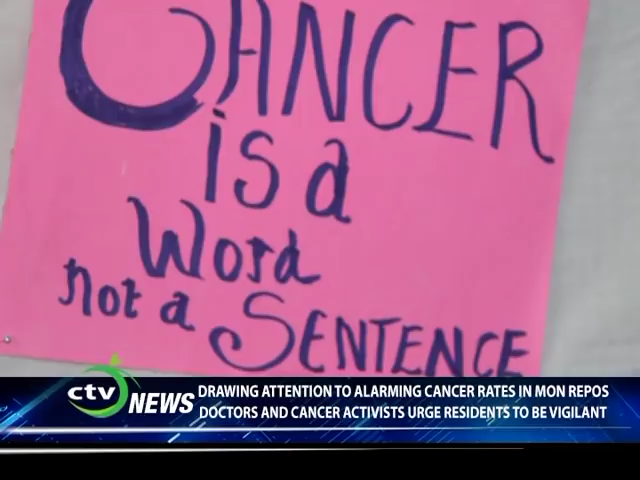 CANCER
is a
Word
not a SENTENCE
ctv NEWS
DRAWING ATTENTION TO ALARMING CANCER RATES IN MON REPOS
DOCTORS AND CANCER ACTIVISTS URGE RESIDENTS TO BE VIGILANT